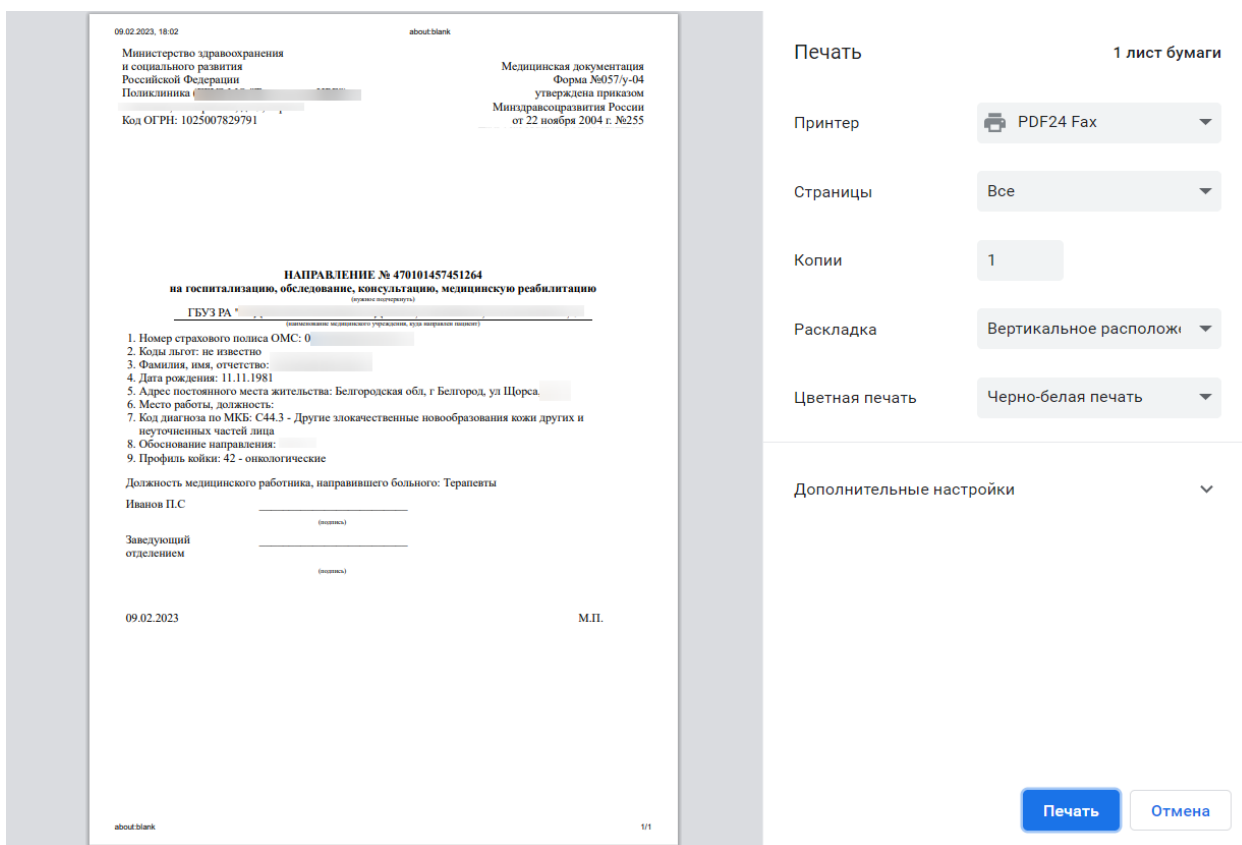 09.02.2023, 18:02
about:blank
Министерство здравоохранения
и социального развития
Российской Федерации
Поликлиника
Код ОГРН: 1025007829791
Медицинская документация
Форма №057/у-04
утверждена приказом
Минздравсоцразвития России
от 22 ноября 2004 г. №255
НАПРАВЛЕНИЕ № 470101457451264
на госпитализацию, обследование, консультацию, медицинскую реабилитацию
(нужное подчеркнуть)
ГБУЗ РА "
(наименование медицинского учреждения, куда направлен пациент)
1. Номер страхового полиса ОМС: 0
2. Коды льгот: не известно
3. Фамилия, имя, отчетство:
4. Дата рождения: 11.11.1981
5. Адрес постоянного места жительства: Белгородская обл, г Белгород, ул Щорса.
6. Место работы, должность:
7. Код диагноза по МКБ: C44.3 - Другие злокачественные новообразования кожи других и
неуточненных частей лица
8. Обоснование направления:
9. Профиль койки: 42 - онкологические
Должность медицинского работника, направившего больного: Терапевты
Иванов П.С
(подпись)
Заведующий
отделением
(подпись)
09.02.2023
М.П.
about:blank
1/1
Печать
1 лист бумаги
Принтер
PDF24 Fax
Страницы
Все
Копии
1
Раскладка
Вертикальное располож
Цветная печать
Черно-белая печать
Дополнительные настройки
Печать
Отмена